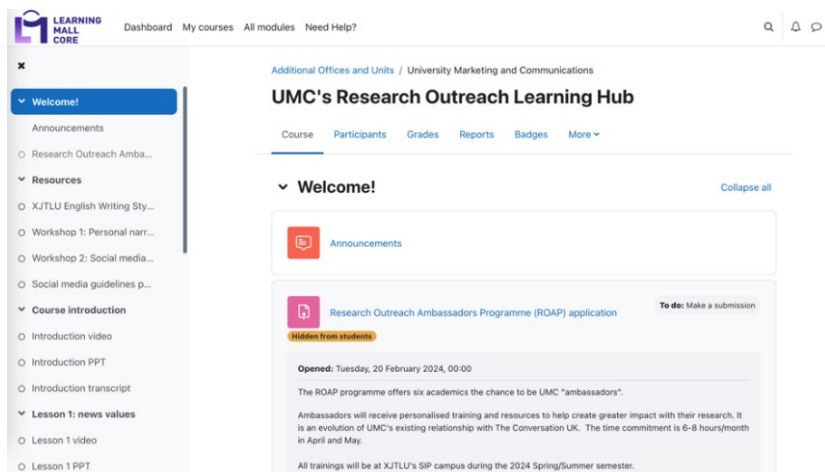 LEARNING
MALL
CORE
Dashboard My courses All modules Need Help?
Welcome!
Announcements
Research Outreach Amba...
Resources
XJTLU English Writing Sty...
Workshop 1: Personal narr...
Workshop 2: Social media...
Social media guidelines p...
Course introduction
Introduction video
Introduction PPT
Introduction transcript
Lesson 1: news values
Lesson 1 video
Lesson 1 PPT
Additional Offices and Units / University Marketing and Communications
UMC's Research Outreach Learning Hub
Course Participants Grades Reports Badges More
Welcome!
Collapse all
Announcements
Research Outreach Ambassadors Programme (ROAP) application
To do: Make a submission
Hidden from students
Opened: Tuesday, 20 February 2024, 00:00
The ROAP programme offers six academics the chance to be UMC "ambassadors".
Ambassadors will receive personalised training and resources to help create greater impact with their research. It
is an evolution of UMC's existing relationship with The Conversation UK. The time commitment is 6-8 hours/month
in April and May.
All trainings will be at XJTLU's SIP campus during the 2024 Spring/Summer semester.